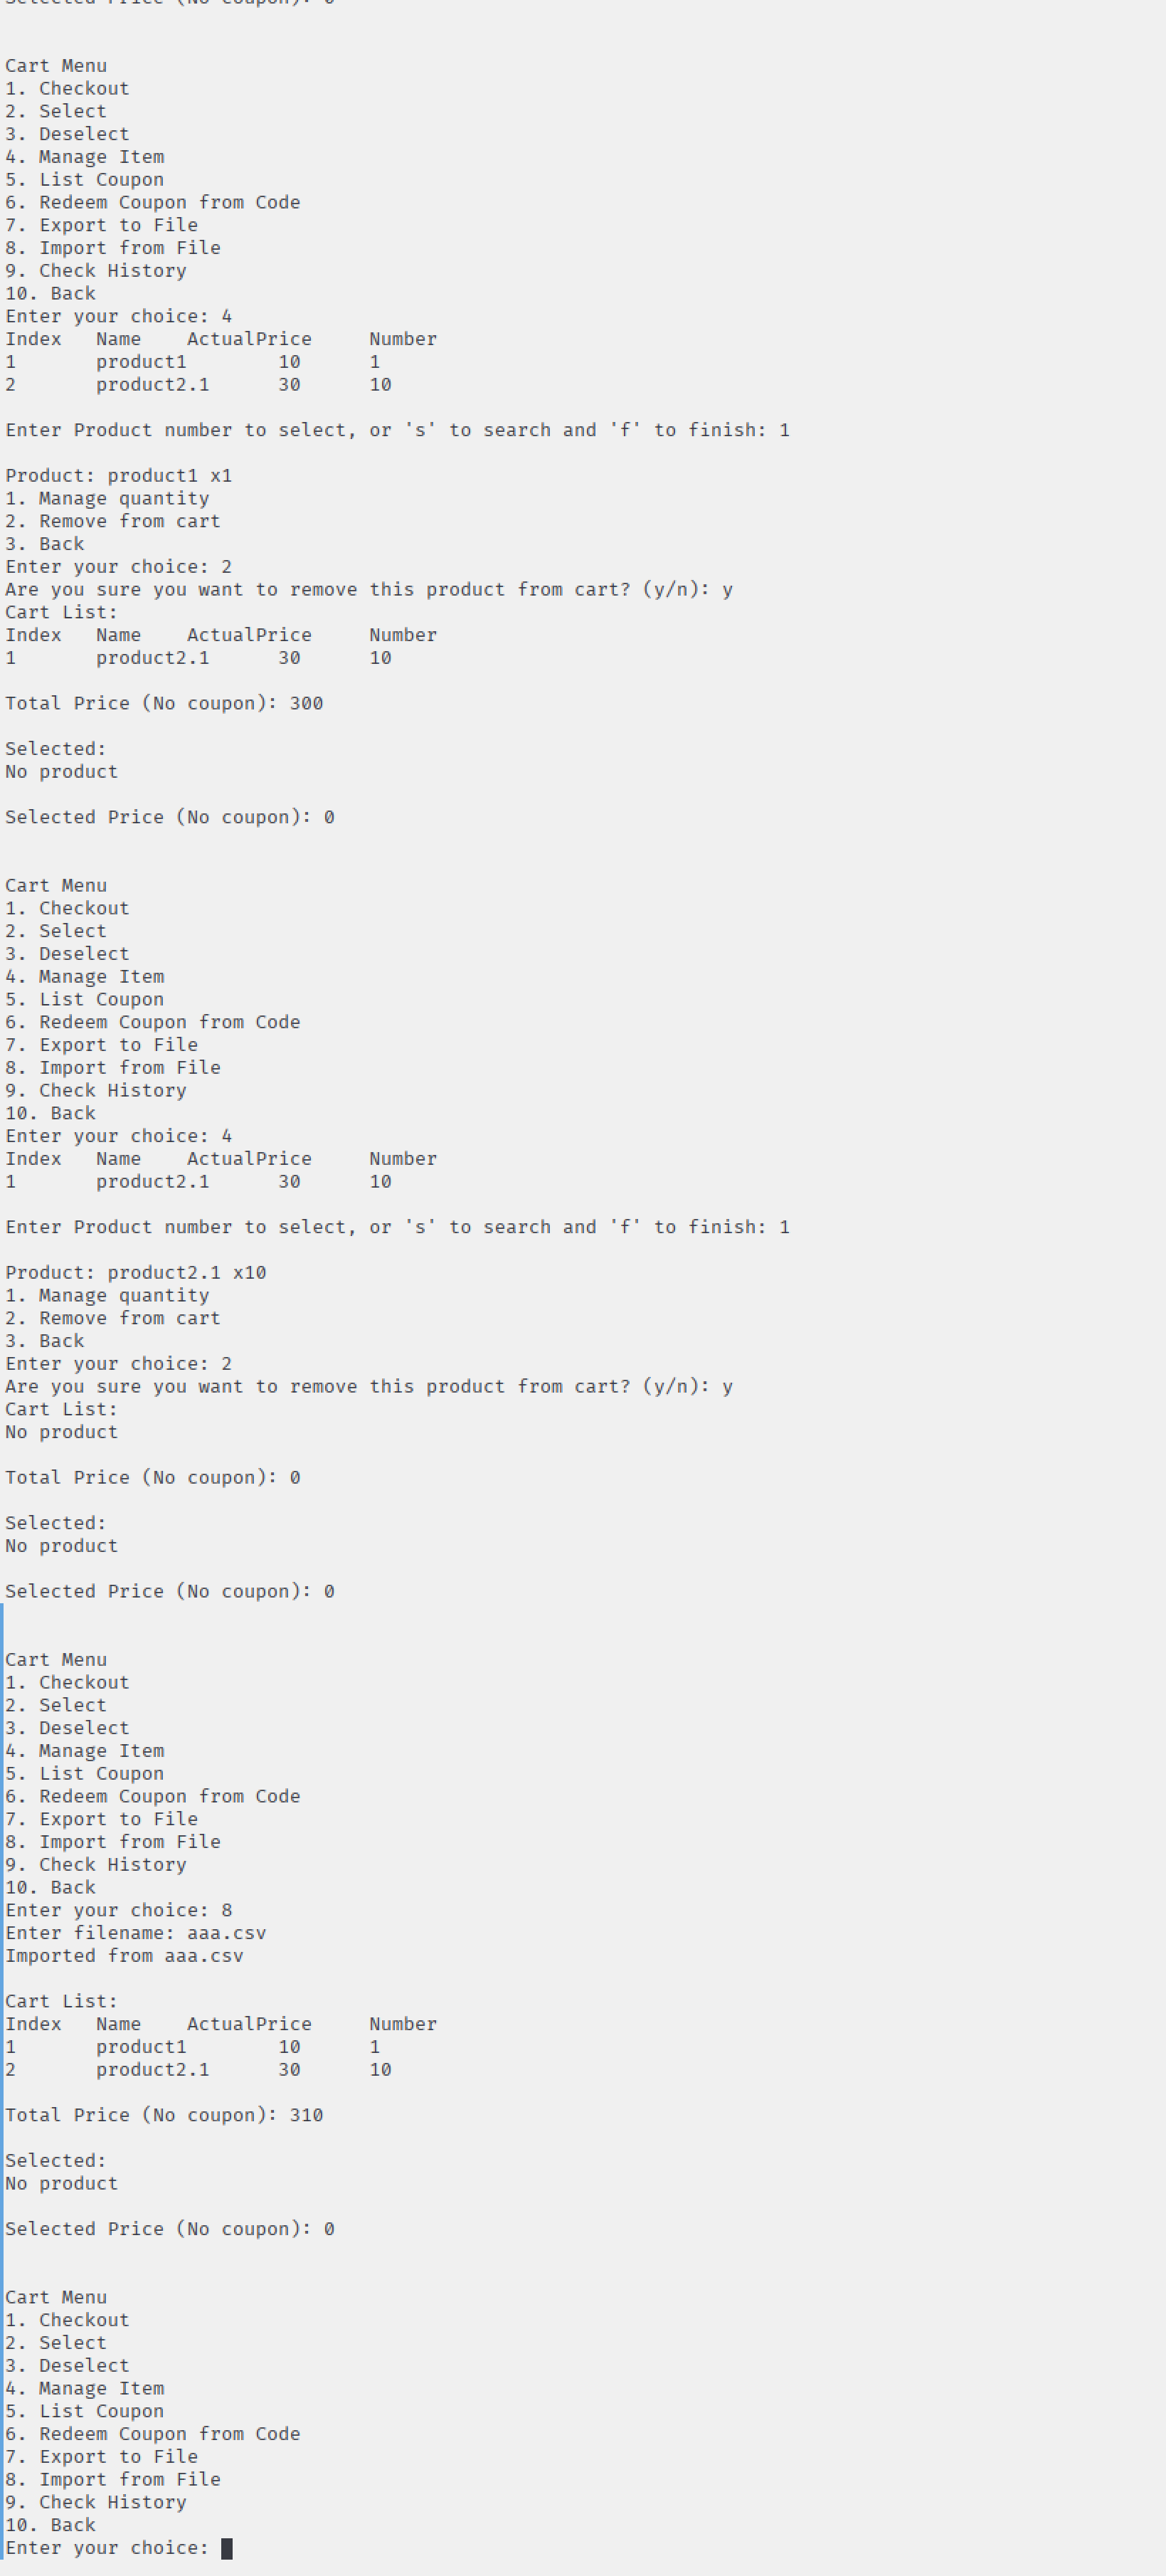 Selected Price (No coupon): 0
Cart Menu
1. Checkout
2. Select
3. Deselect
4. Manage Item
5. List Coupon
6. Redeem Coupon from Code
7. Export to File
8. Import from File
9. Check History
10. Back
Enter your choice: 4
Index   Name    ActualPrice     Number
1       product1        10      1
2       product2.1      30      10
Enter Product number to select, or 's' to search and 'f' to finish: 1
Product: product1 x1
1. Manage quantity
2. Remove from cart
3. Back
Enter your choice: 2
Are you sure you want to remove this product from cart? (y/n): y
Cart List:
Index   Name    ActualPrice     Number
1       product2.1      30      10
Total Price (No coupon): 300
Selected:
No product
Selected Price (No coupon): 0
Cart Menu
1. Checkout
2. Select
3. Deselect
4. Manage Item
5. List Coupon
6. Redeem Coupon from Code
7. Export to File
8. Import from File
9. Check History
10. Back
Enter your choice: 4
Index   Name    ActualPrice     Number
1       product2.1      30      10
Enter Product number to select, or 's' to search and 'f' to finish: 1
Product: product2.1 x10
1. Manage quantity
2. Remove from cart
3. Back
Enter your choice: 2
Are you sure you want to remove this product from cart? (y/n): y
Cart List:
No product
Total Price (No coupon): 0
Selected:
No product
Selected Price (No coupon): 0
Cart Menu
1. Checkout
2. Select
3. Deselect
4. Manage Item
5. List Coupon
6. Redeem Coupon from Code
7. Export to File
8. Import from File
9. Check History
10. Back
Enter your choice: 8
Enter filename: aaa.csv
Imported from aaa.csv
Cart List:
Index   Name    ActualPrice     Number
1       product1        10      1
2       product2.1      30      10
Total Price (No coupon): 310
Selected:
No product
Selected Price (No coupon): 0
Cart Menu
1. Checkout
2. Select
3. Deselect
4. Manage Item
5. List Coupon
6. Redeem Coupon from Code
7. Export to File
8. Import from File
9. Check History
10. Back
Enter your choice: